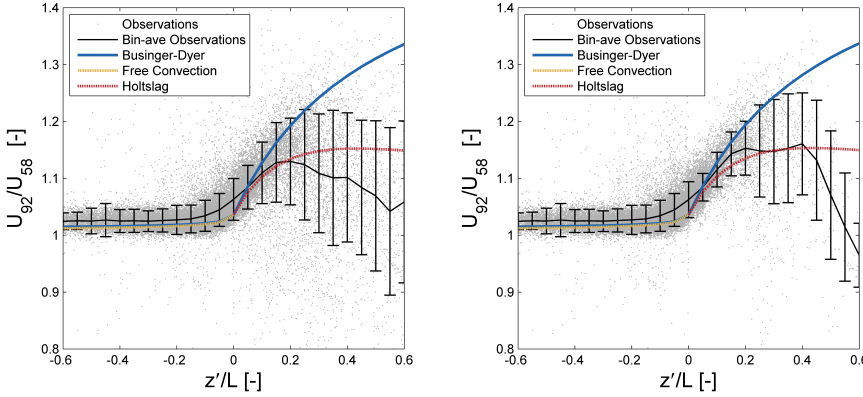 1.4
1.3
1.2
1.1
1
0.9
0.8
U92/U58 [-]
Observations
Bin-ave Observations
Businger-Dyer
Free Convection
Holtslag
-0.6 -0.4 -0.2 0 0.2 0.4 0.6
z′/L [-]
1.4
1.3
1.2
1.1
1
0.9
0.8
U92/U58 [-]
Observations
Bin-ave Observations
Businger-Dyer
Free Convection
Holtslag
-0.6 -0.4 -0.2 0 0.2 0.4 0.6
z′/L [-]